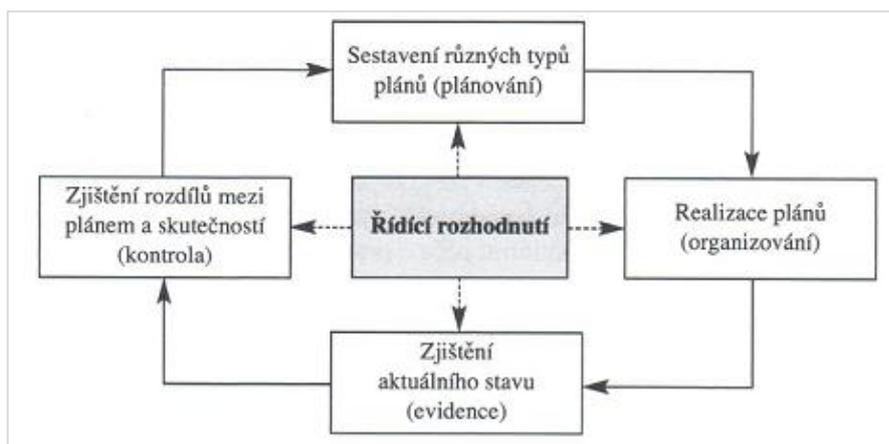 Sestavení různých typů
plánů (plánování)
Zjištění rozdílů mezi
plánem a skutečností
(kontrola)
Řídící rozhodnutí
Realizace plánů
(organizování)
Zjištění
aktuálního stavu
(evidence)